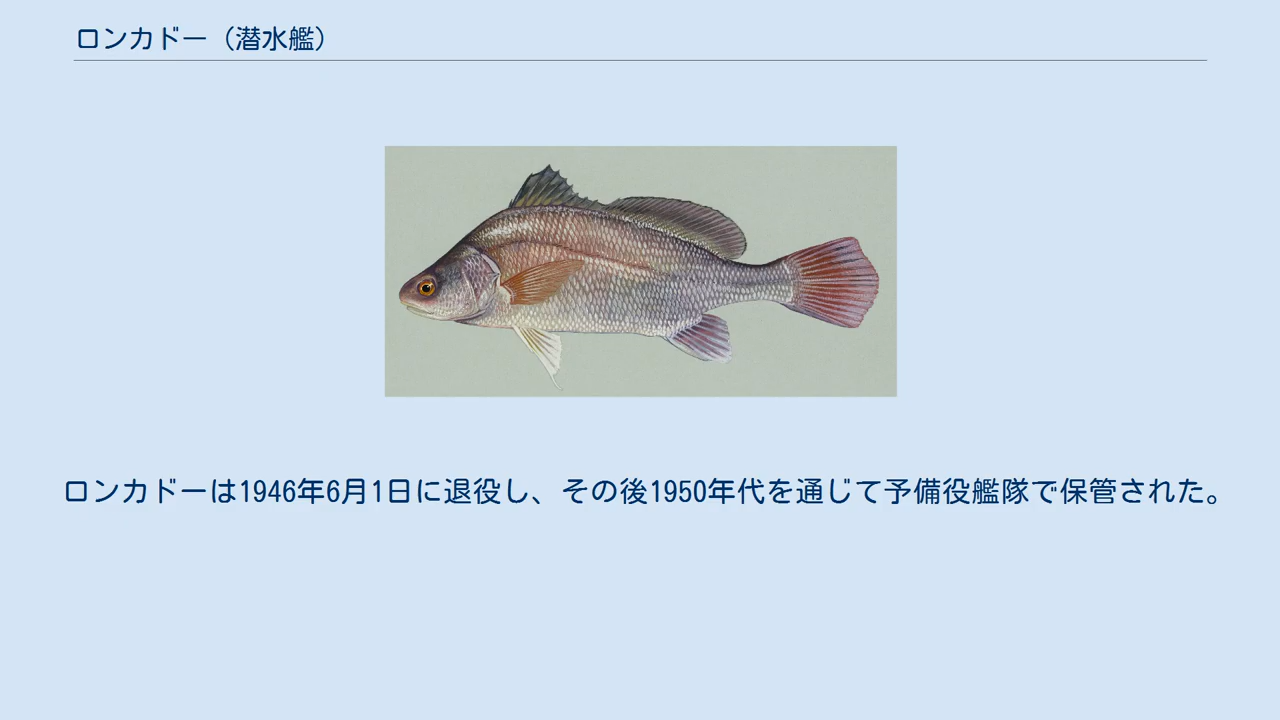 ロンカドー（潜水艦）
ロンカドーは1946年6月1日に退役し、その後1950年代を通じて予備役艦隊で保管された。